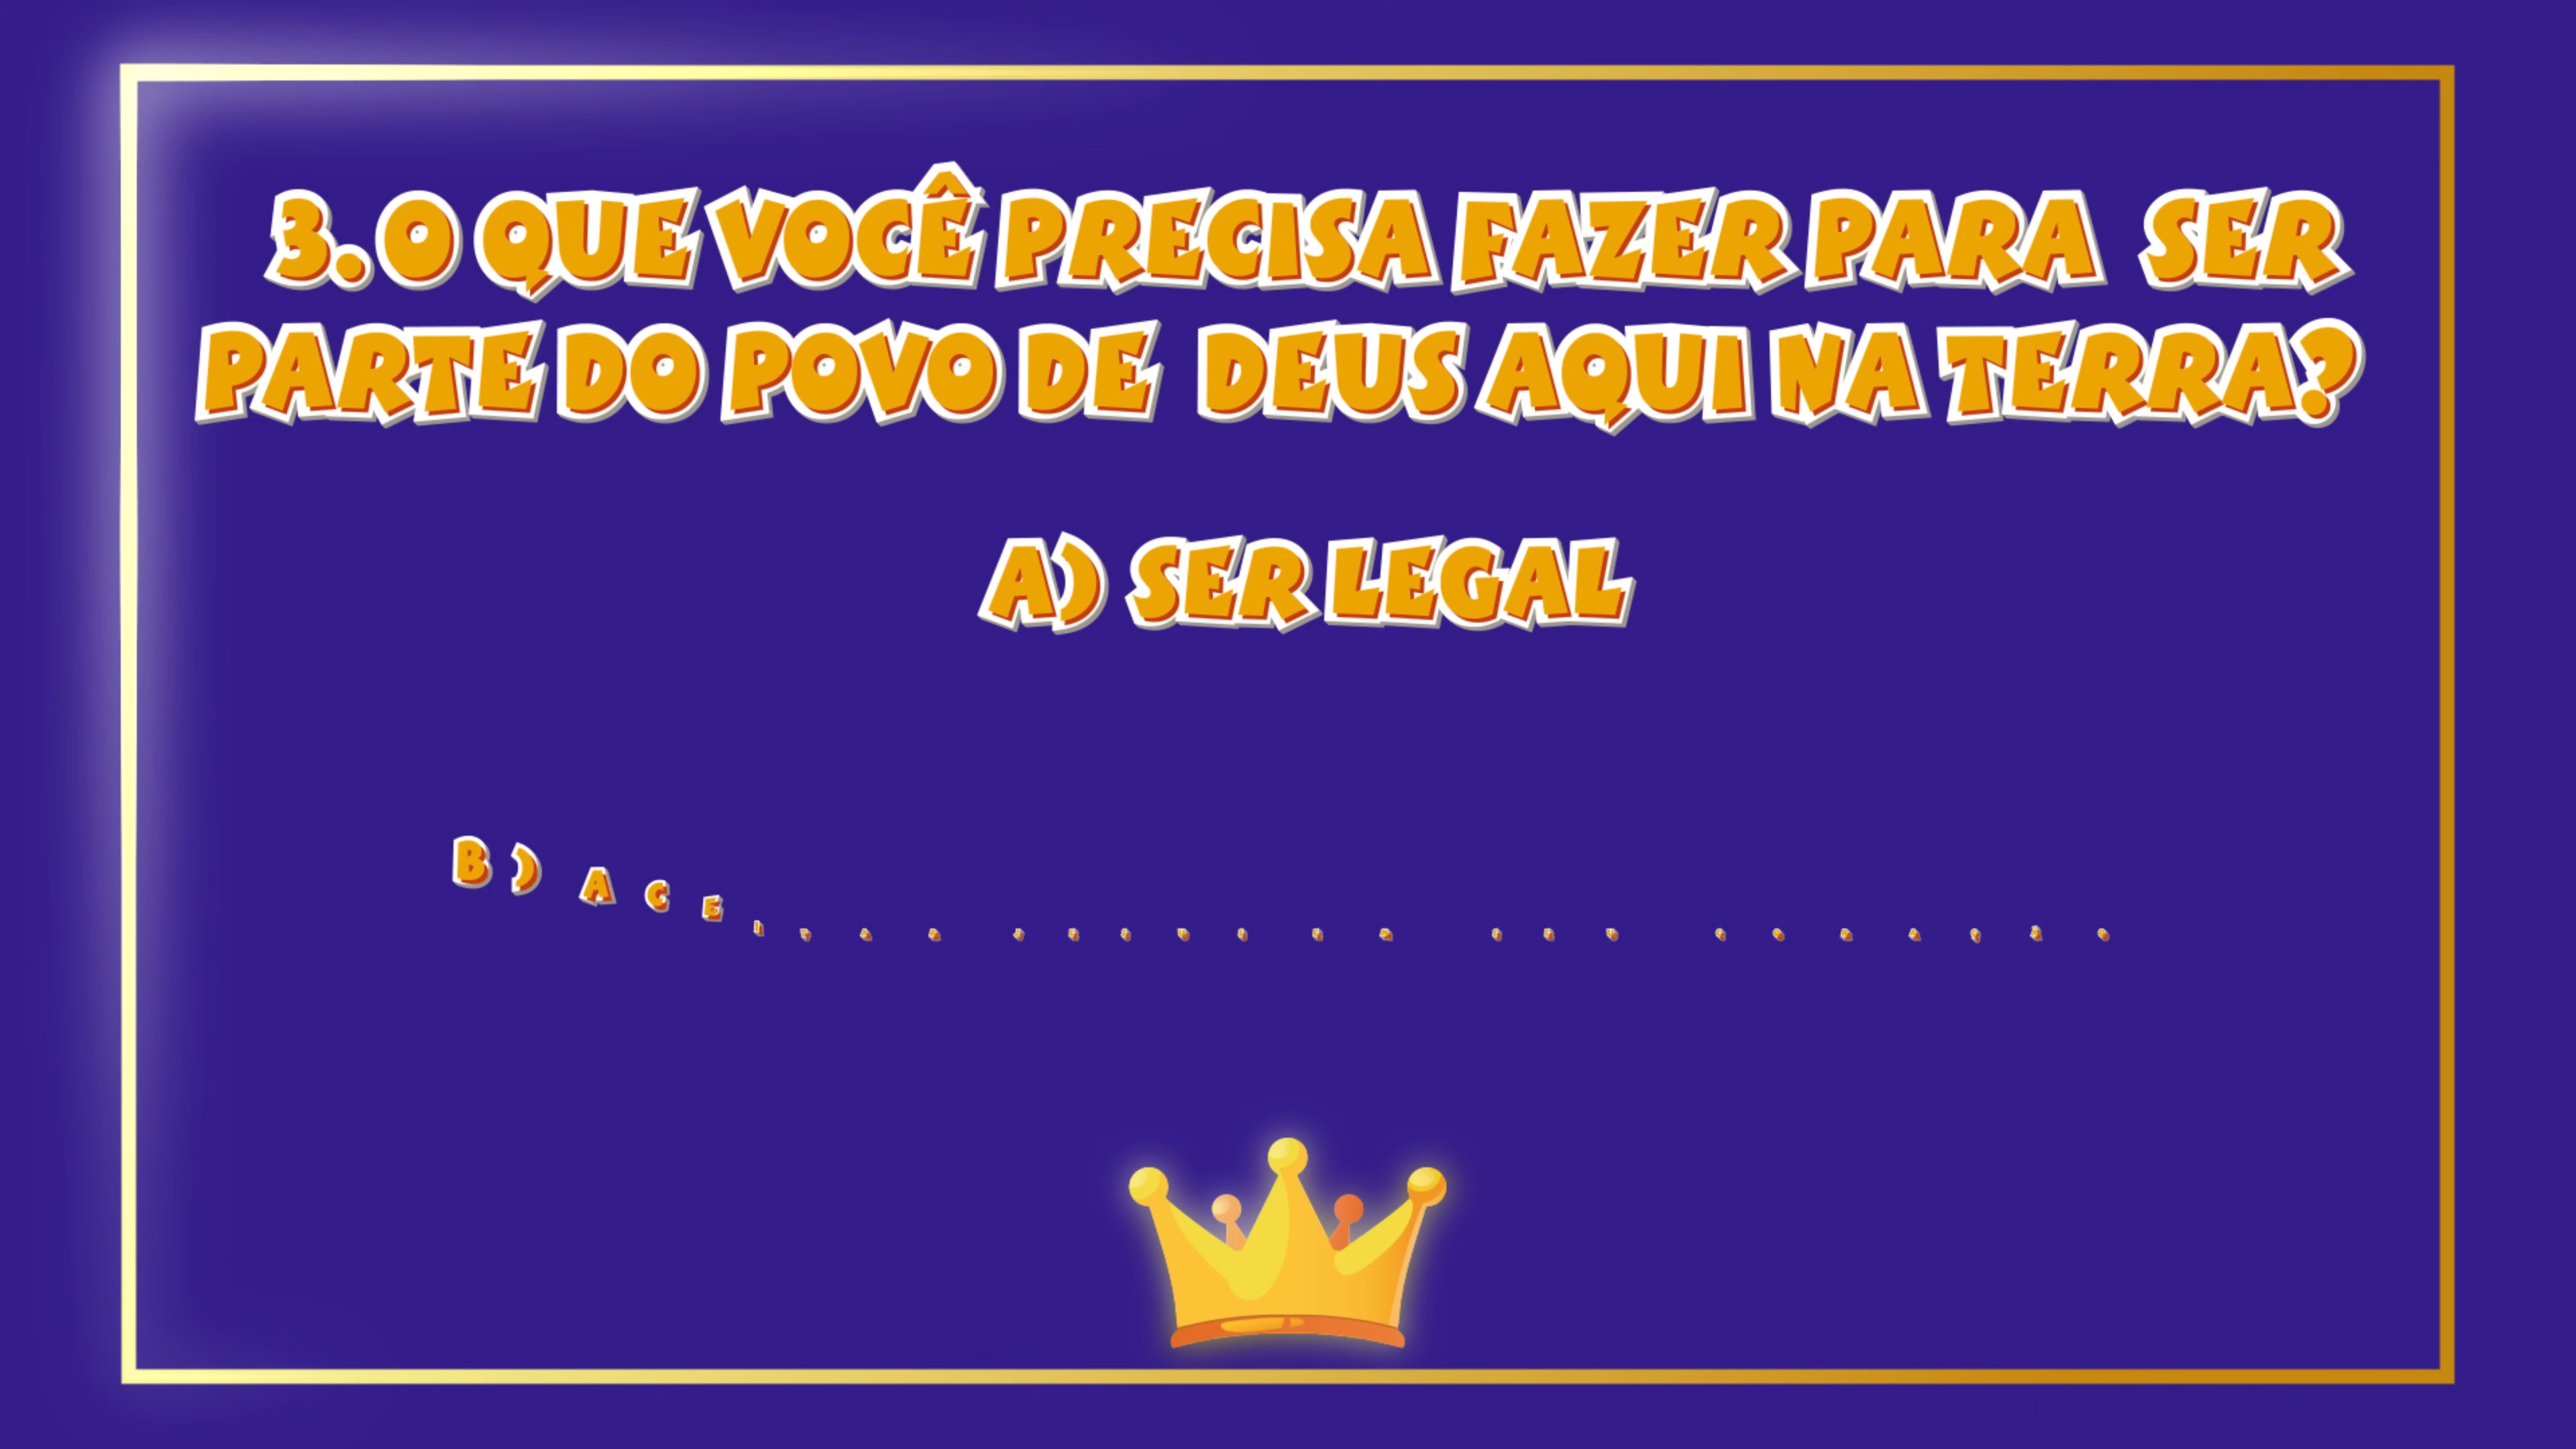 3. O QUE VOCÊ PRECISA FAZER PARA SER
PARTE DO POVO DE DEUS AQUI NA TERRA?
A) SER LEGAL
B)